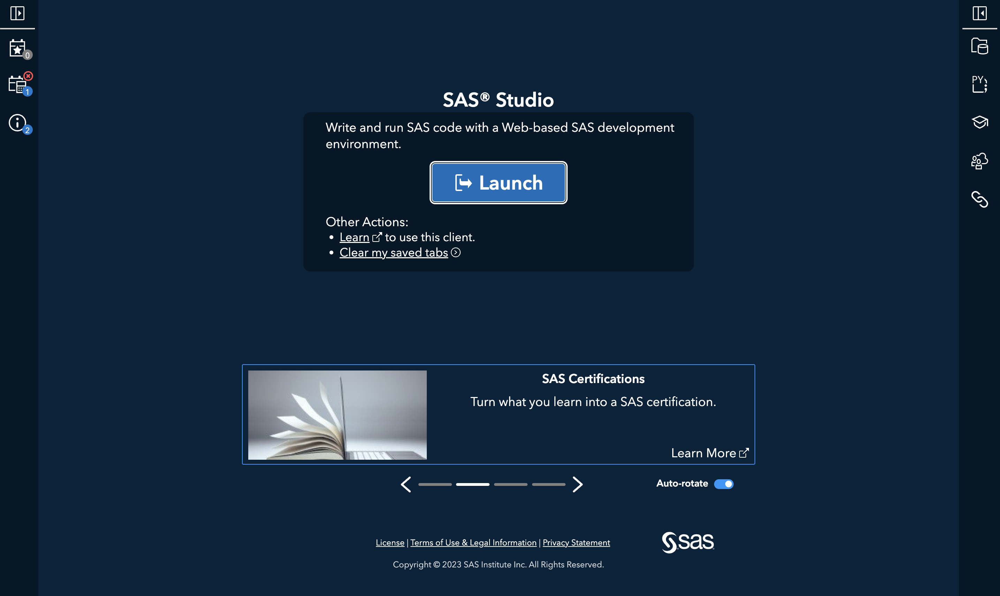 0
1
2
PY
SAS® Studio
Write and run SAS code with a Web-based SAS development
environment.
Launch
Other Actions:
• Learn to use this client.
• Clear my saved tabs
SAS Certifications
Turn what you learn into a SAS certification.
Learn More
Auto-rotate
License | Terms of Use & Legal Information | Privacy Statement
sas
Copyright © 2023 SAS Institute Inc. All Rights Reserved.